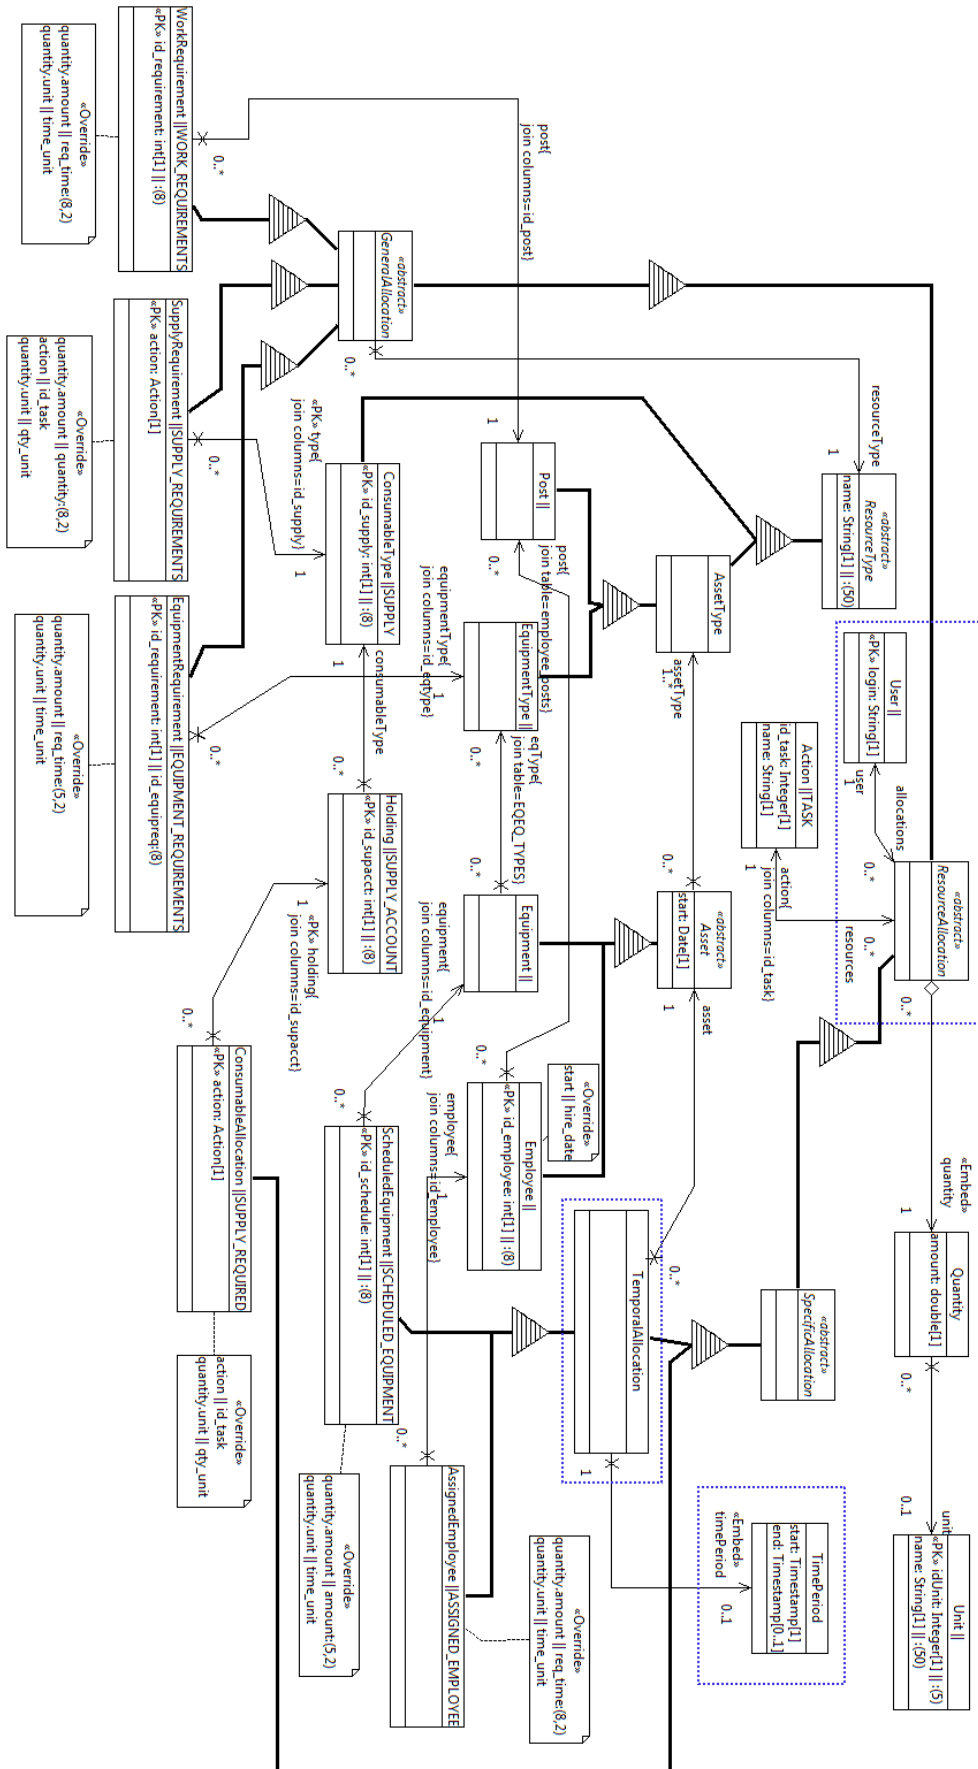 «Override»
quantity.amount || req_time:(8,2)
quantity.unit || time_unit
WorkRequirement ||WORK_REQUIREMENTS
«PK» id_requirement: int[1] || :(8)
0..*
post{
join columns=id_post}
1
«abstract»
GeneralAllocation
0..*
resourceType
1
«abstract»
ResourceType
name: String[1] || :(50)
SupplyRequirement ||SUPPLY_REQUIREMENTS
«PK» action: Action[1]
«Override»
quantity.amount || quantity:(8,2)
action || id_task
quantity.unit || qty_unit
0..*
«PK» type{
join columns=id_supply}
1
ConsumableType ||SUPPLY
«PK» id_supply: int[1] || :(8)
1
consumableType
0..*
Post ||
0..*
post{
join table=employee_posts}
AssetType
1..*
assetType
0..*
EquipmentRequirement ||EQUIPMENT_REQUIREMENTS
«PK» id_requirement: int[1] || id_equipreq:(8)
«Override»
quantity.amount || req_time:(5,2)
quantity.unit || time_unit
0..*
equipmentType{
join columns=id_eqtype}
1
EquipmentType ||
0..*
eqType{
join table=EQEQ_TYPES}
0..*
Equipment ||
User ||
«PK» login: String[1]
1
user
allocations
0..*
Action ||TASK
id_task: Integer[1]
name: String[1]
1
action{
join columns=id_task}
resources
0..*
«abstract»
ResourceAllocation
0..*
«Embed»
quantity
1
Quantity
amount: double[1]
0..*
0..1
unit
Unit ||
«PK» idUnit: Integer[1] || :(5)
name: String[1] || :(50)
«abstract»
Asset
start: Date[1]
1
asset
0..*
Holding ||SUPPLY_ACCOUNT
«PK» id_supacct: int[1] || :(8)
1
«PK» holding{
join columns=id_supacct}
0..*
ConsumableAllocation ||SUPPLY_REQUIRED
«PK» action: Action[1]
«Override»
action || id_task
quantity.unit || qty_unit
equipment{
join columns=id_equipment}
1
0..*
ScheduledEquipment ||SCHEDULED_EQUIPMENT
«PK» id_schedule: int[1] || :(8)
«Override»
quantity.amount || amount:(5,2)
quantity.unit || time_unit
0..*
Employee ||
«PK» id_employee: int[1] || :(8)
«Override»
start || hire_date
employee{
join columns=id_employee}
1
0..*
AssignedEmployee ||ASSIGNED_EMPLOYEE
«Override»
quantity.amount || req_time:(8,2)
quantity.unit || time_unit
TemporalAllocation
1
«abstract»
SpecificAllocation
«Embed»
timePeriod
0..1
TimePeriod
start: Timestamp[1]
end: Timestamp[0..1]